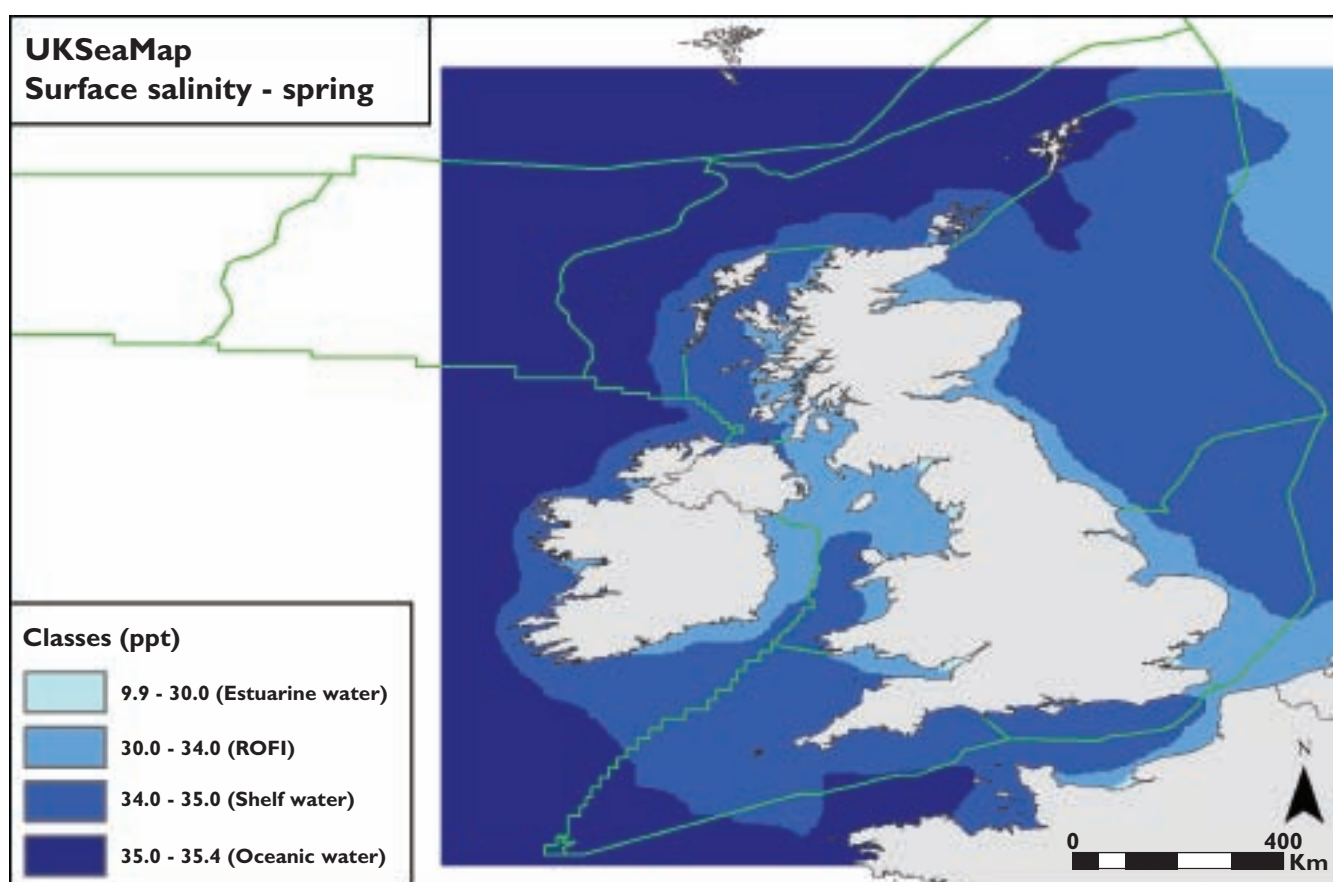 UKSeaMap
Surface salinity - spring
Classes (ppt)
9.9 - 30.0 (Estuarine water)
30.0 - 34.0 (ROFI)
34.0 - 35.0 (Shelf water)
35.0 - 35.4 (Oceanic water)
N
0 400
Km